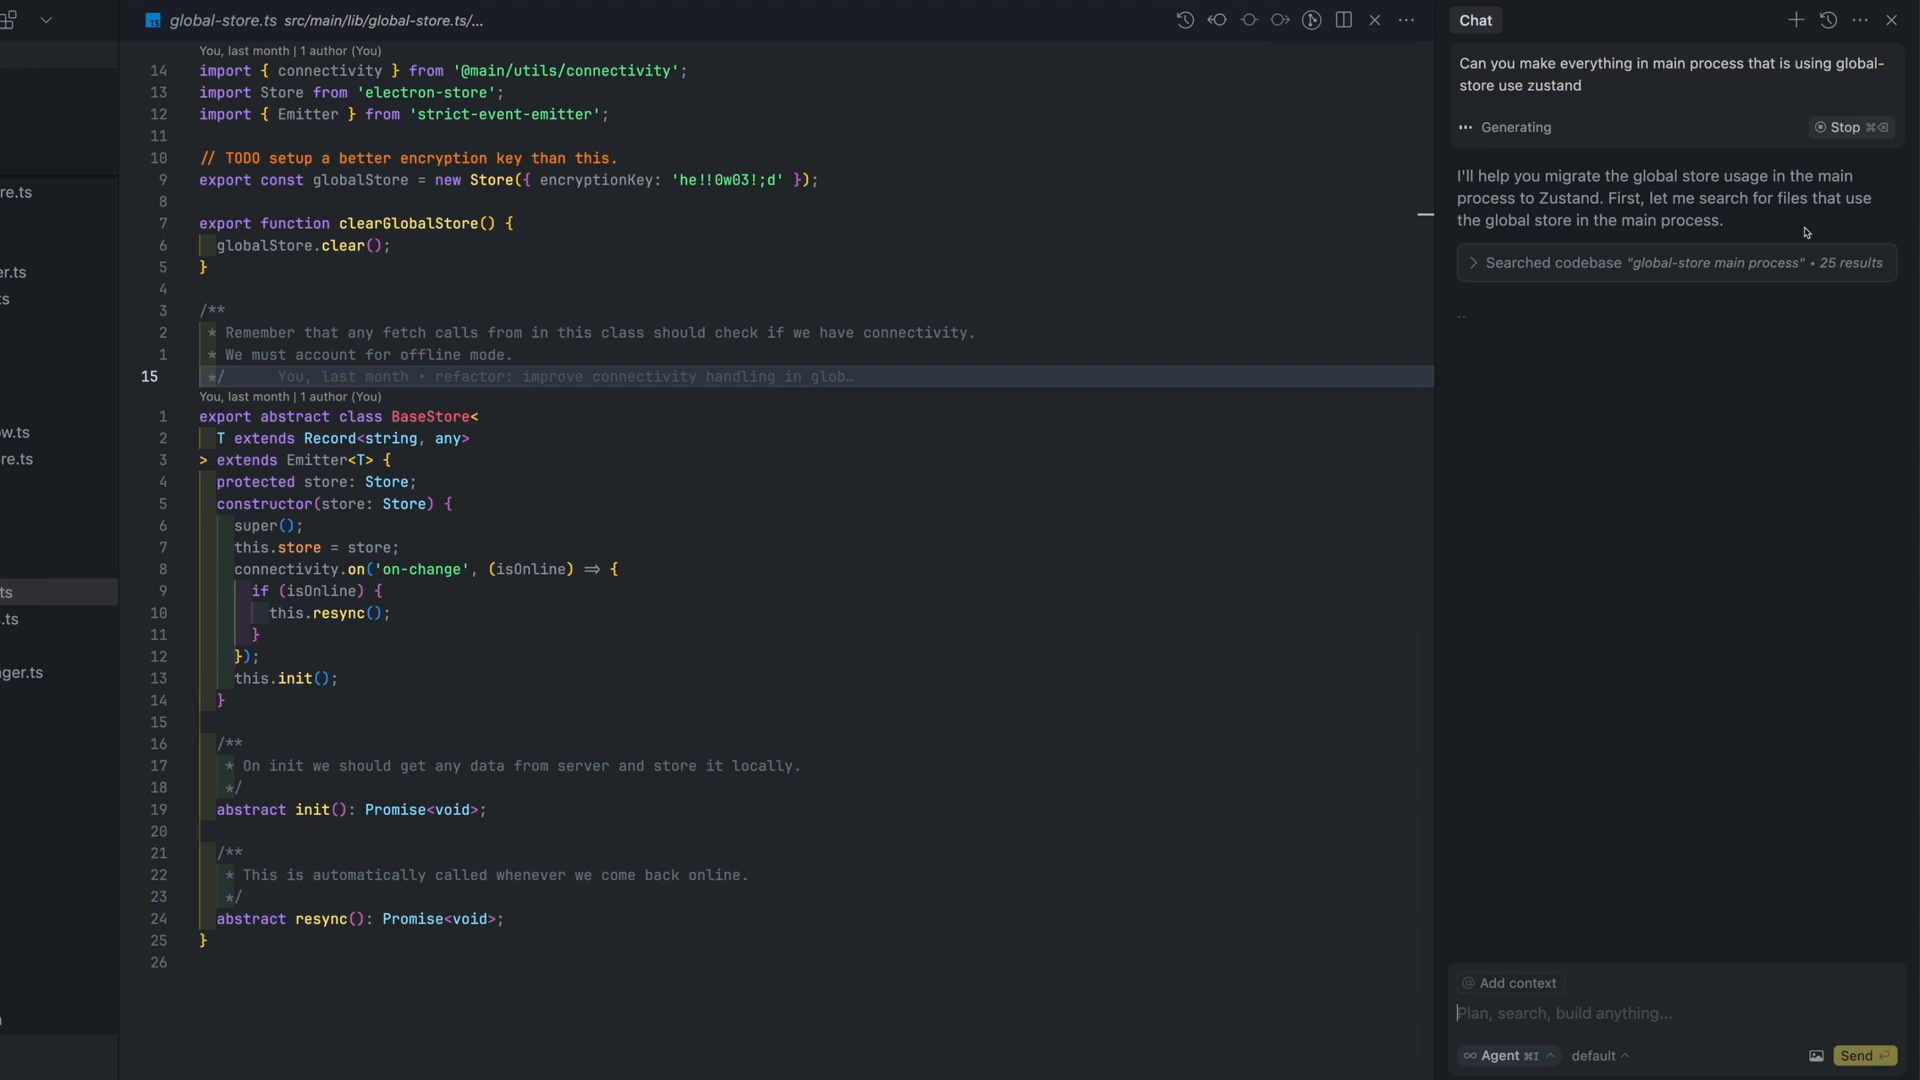 global-store.ts src/main/lib/global-store.ts/...
re.ts
er.ts
ts
w.ts
re.ts
ts
.ts
ger.ts
You, last month | 1 author (You)
14 import { connectivity } from '@main/utils/connectivity';
13 import Store from 'electron-store';
12 import { Emitter } from 'strict-event-emitter';
11
10 // TODO setup a better encryption key than this.
9 export const globalStore = new Store({ encryptionKey: 'he!!0w03!;d' });
8
7 export function clearGlobalStore() {
6 globalStore.clear();
5 }
4
3 /**
2 * Remember that any fetch calls from in this class should check if we have connectivity.
1 * We must account for offline mode.
15 */ You, last month • refactor: improve connectivity handling in glob…
You, last month | 1 author (You)
1 export abstract class BaseStore<
2 T extends Record<string, any>
3 > extends Emitter<T> {
4 protected store: Store;
5 constructor(store: Store) {
6 super();
7 this.store = store;
8 connectivity.on('on-change', (isOnline) => {
9 if (isOnline) {
10 this.resync();
11 }
12 });
13 this.init();
14 }
15
16 /**
17 * On init we should get any data from server and store it locally.
18 */
19 abstract init(): Promise<void>;
20
21 /**
22 * This is automatically called whenever we come back online.
23 */
24 abstract resync(): Promise<void>;
25 }
26
Chat
Can you make everything in main process that is using global-
store use zustand
Generating
Stop ⌘⌫
I'll help you migrate the global store usage in the main
process to Zustand. First, let me search for files that use
the global store in the main process.
Searched codebase "global-store main process" • 25 results
@ Add context
Plan, search, build anything...
∞ Agent ⌘I default Send